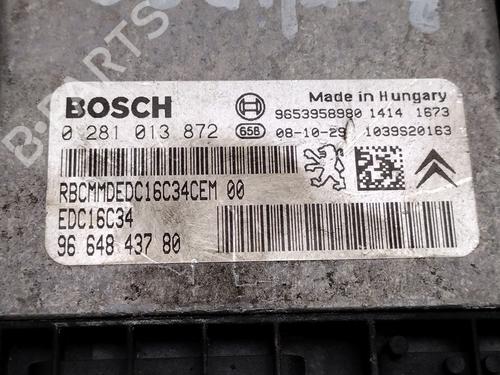 BOSCH
Made in Hungary
9653958980 1414 1673
0 281 013 872 656 08-10-29 1039S20163
RBCMMDEDC16C34CEM 00
EDC16C34
96 648 437 80